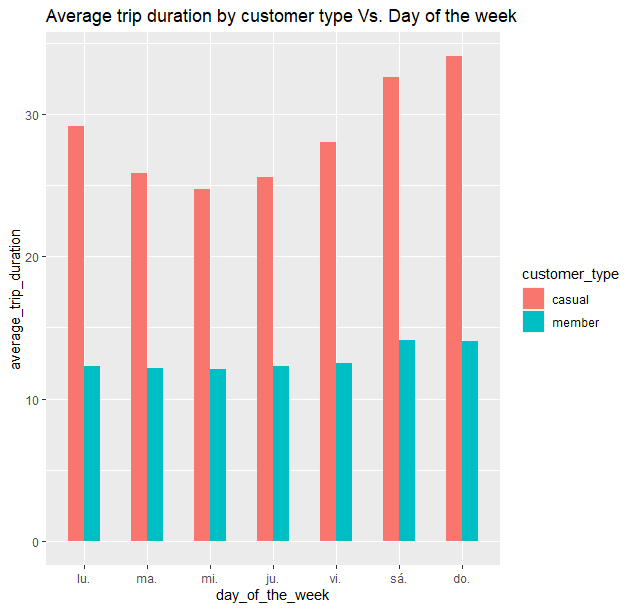 Average trip duration by customer type Vs. Day of the week
average_trip_duration
30
20
10
0
lu. ma. mi. ju. vi. sá. do.
day_of_the_week
customer_type
casual
member